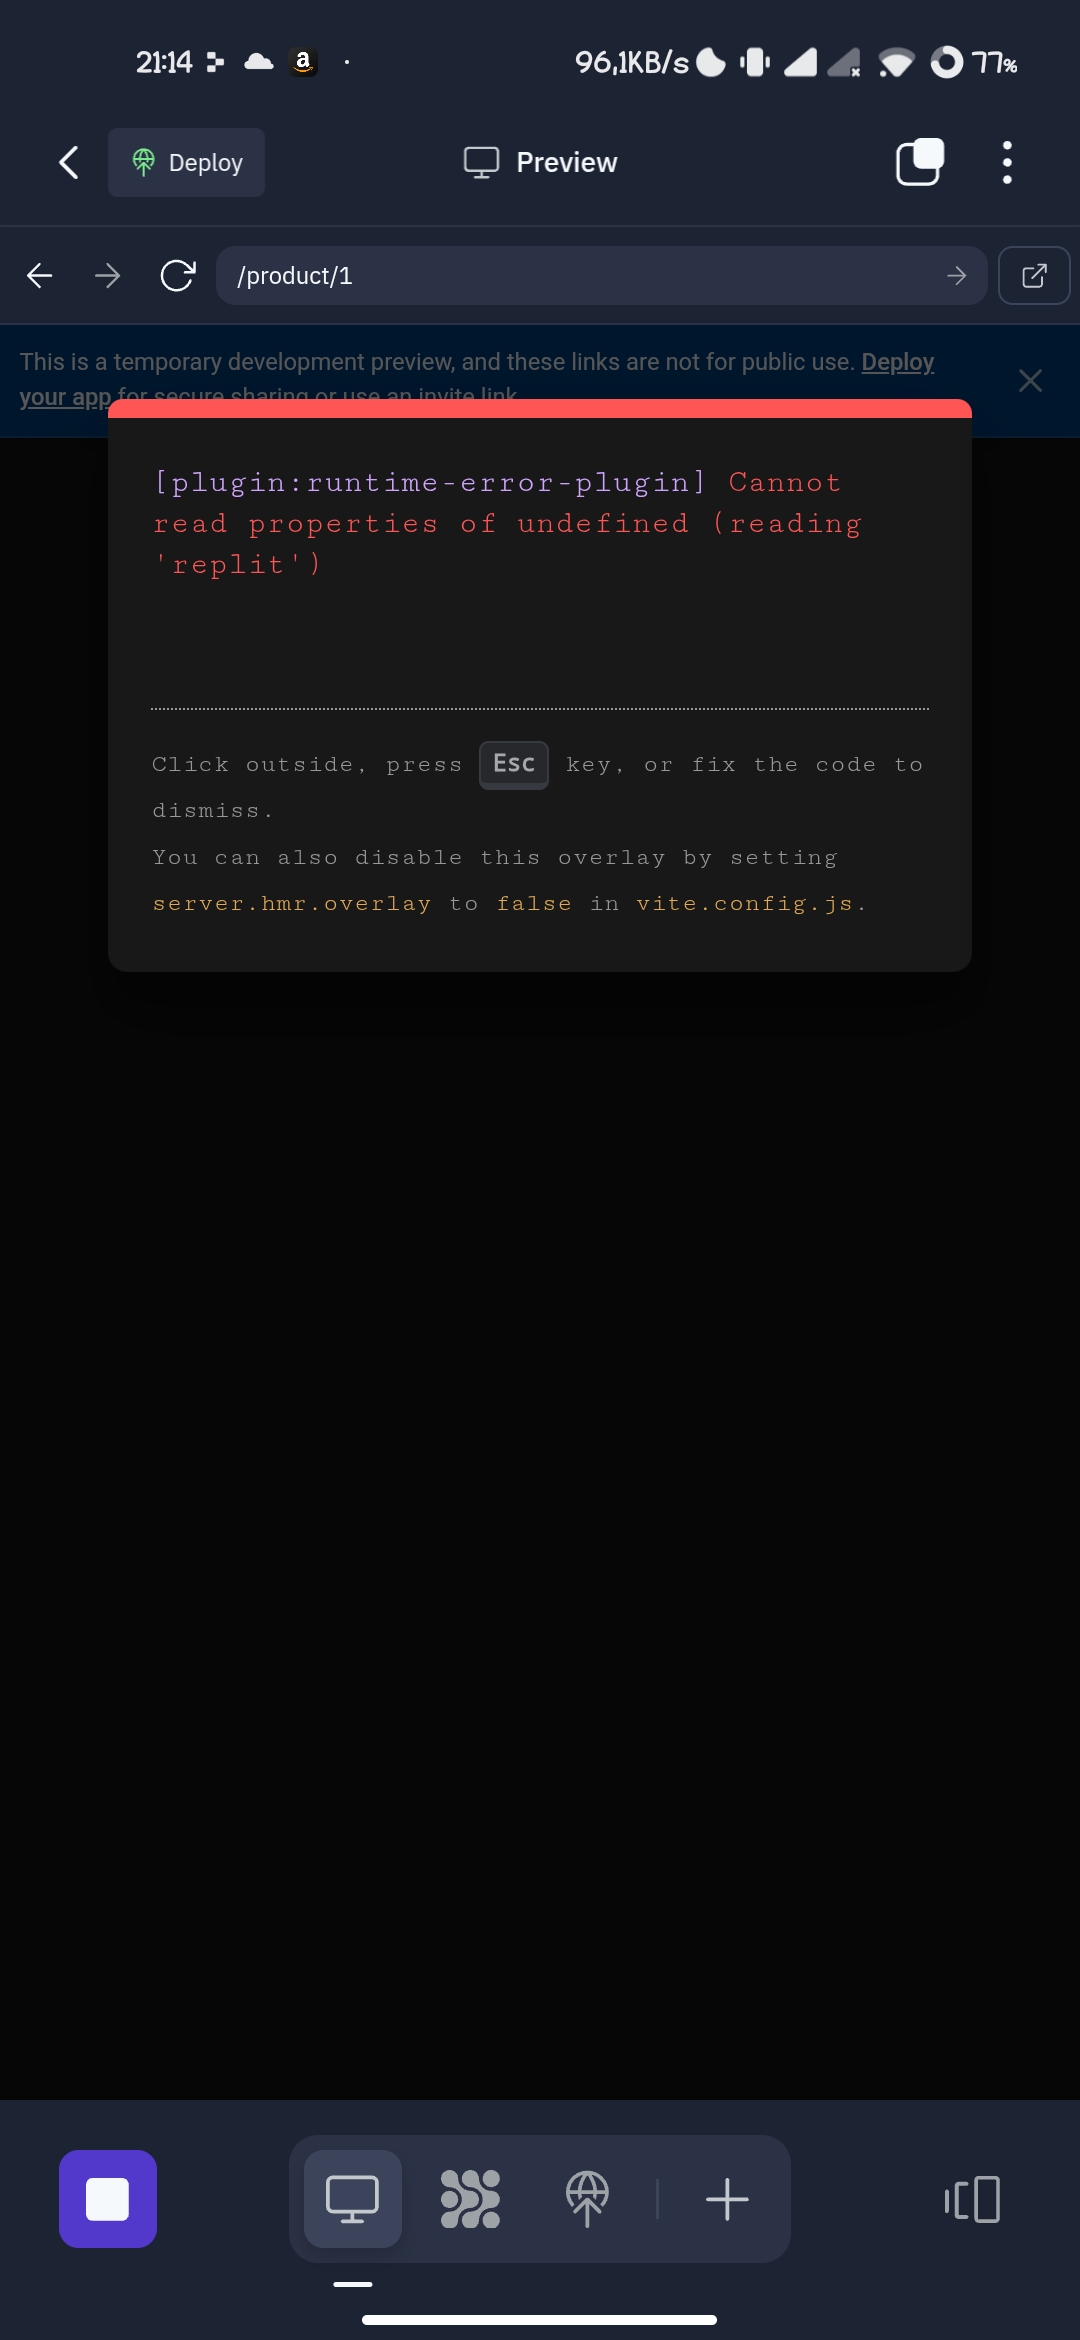 21:14
96,1KB/s
77%
Deploy
Preview
/product/1
This is a temporary development preview, and these links are not for public use. Deploy
your app for secure sharing or use an invite link
[plugin:runtime-error-plugin] Cannot
read properties of undefined (reading
'replit')
Click outside, press Esc key, or fix the code to
dismiss.
You can also disable this overlay by setting
server.hmr.overlay to false in vite.config.js.